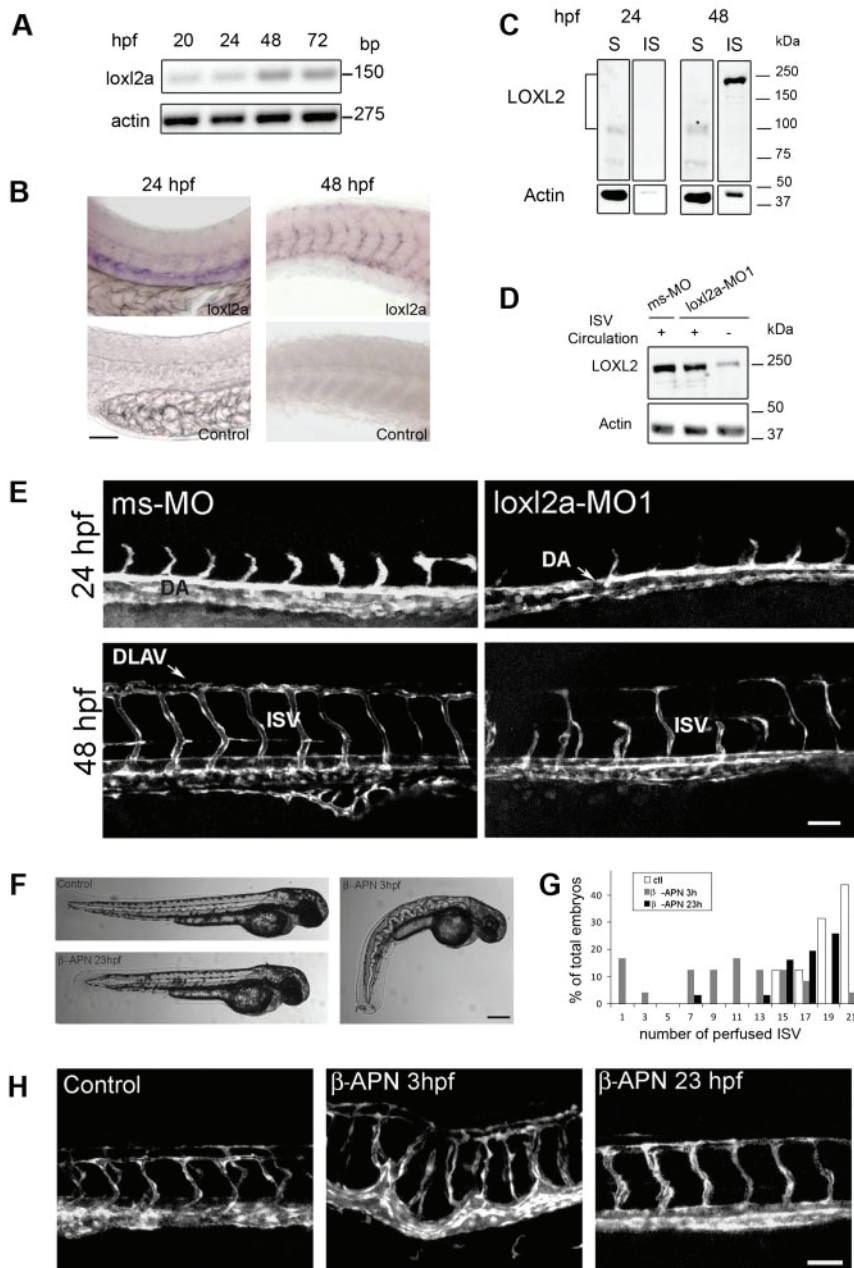 A
hpf 20 24 48 72 bp
loxl2a 150
actin 275
B
24 hpf 48 hpf
loxl2a loxl2a
Control Control
C
hpf 24 48
S IS S IS kDa
LOXL2
250
150
100
75
Actin
50
37
D
ms-MO loxl2a-MO1
ISV
Circulation + + - kDa
LOXL2 250
Actin
50
37
E
ms-MO loxl2a-MO1
24 hpf
DA DA
48 hpf
DLAV
ISV ISV
F
Control
β-APN 3hpf
β-APN 23hpf
G
% of total embryos
40
20
0
ctl
β -APN 3h
β -APN 23h
1 3 5 7 9 11 13 15 17 19 21
number of perfused ISV
H
Control β-APN 3hpf β-APN 23 hpf